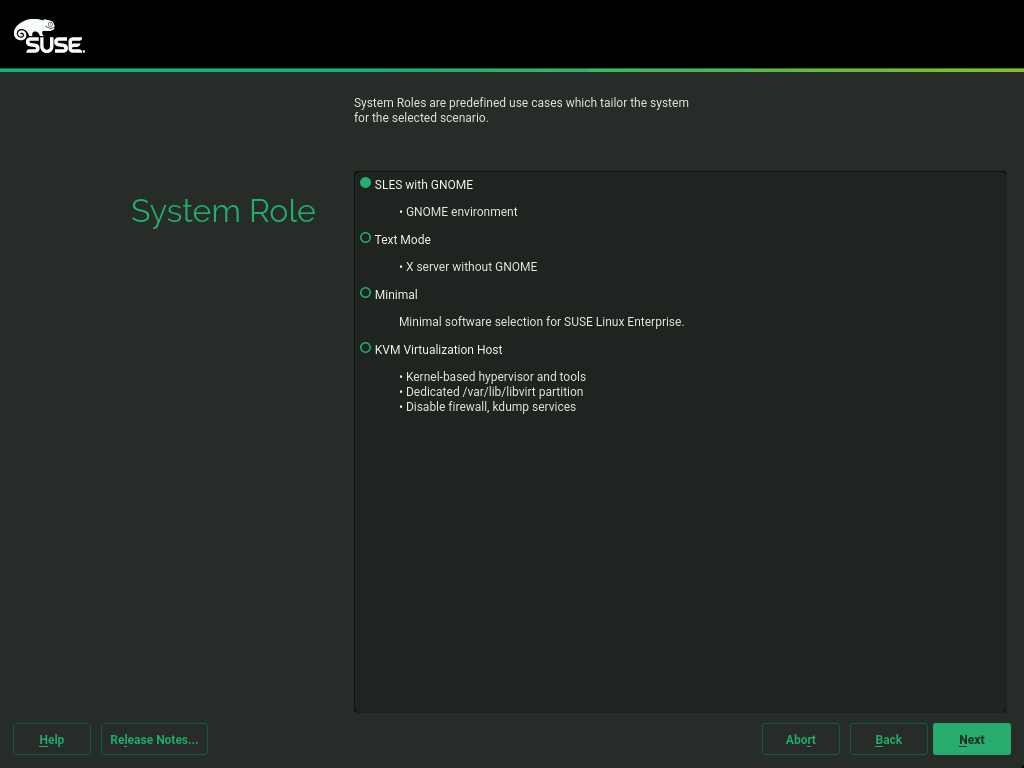 SUSE.
System Roles are predefined use cases which tailor the system
for the selected scenario.
System Role
SLES with GNOME
• GNOME environment
Text Mode
• X server without GNOME
Minimal
Minimal software selection for SUSE Linux Enterprise.
KVM Virtualization Host
• Kernel-based hypervisor and tools
• Dedicated /var/lib/libvirt partition
• Disable firewall, kdump services
Help Release Notes... Abort Back Next